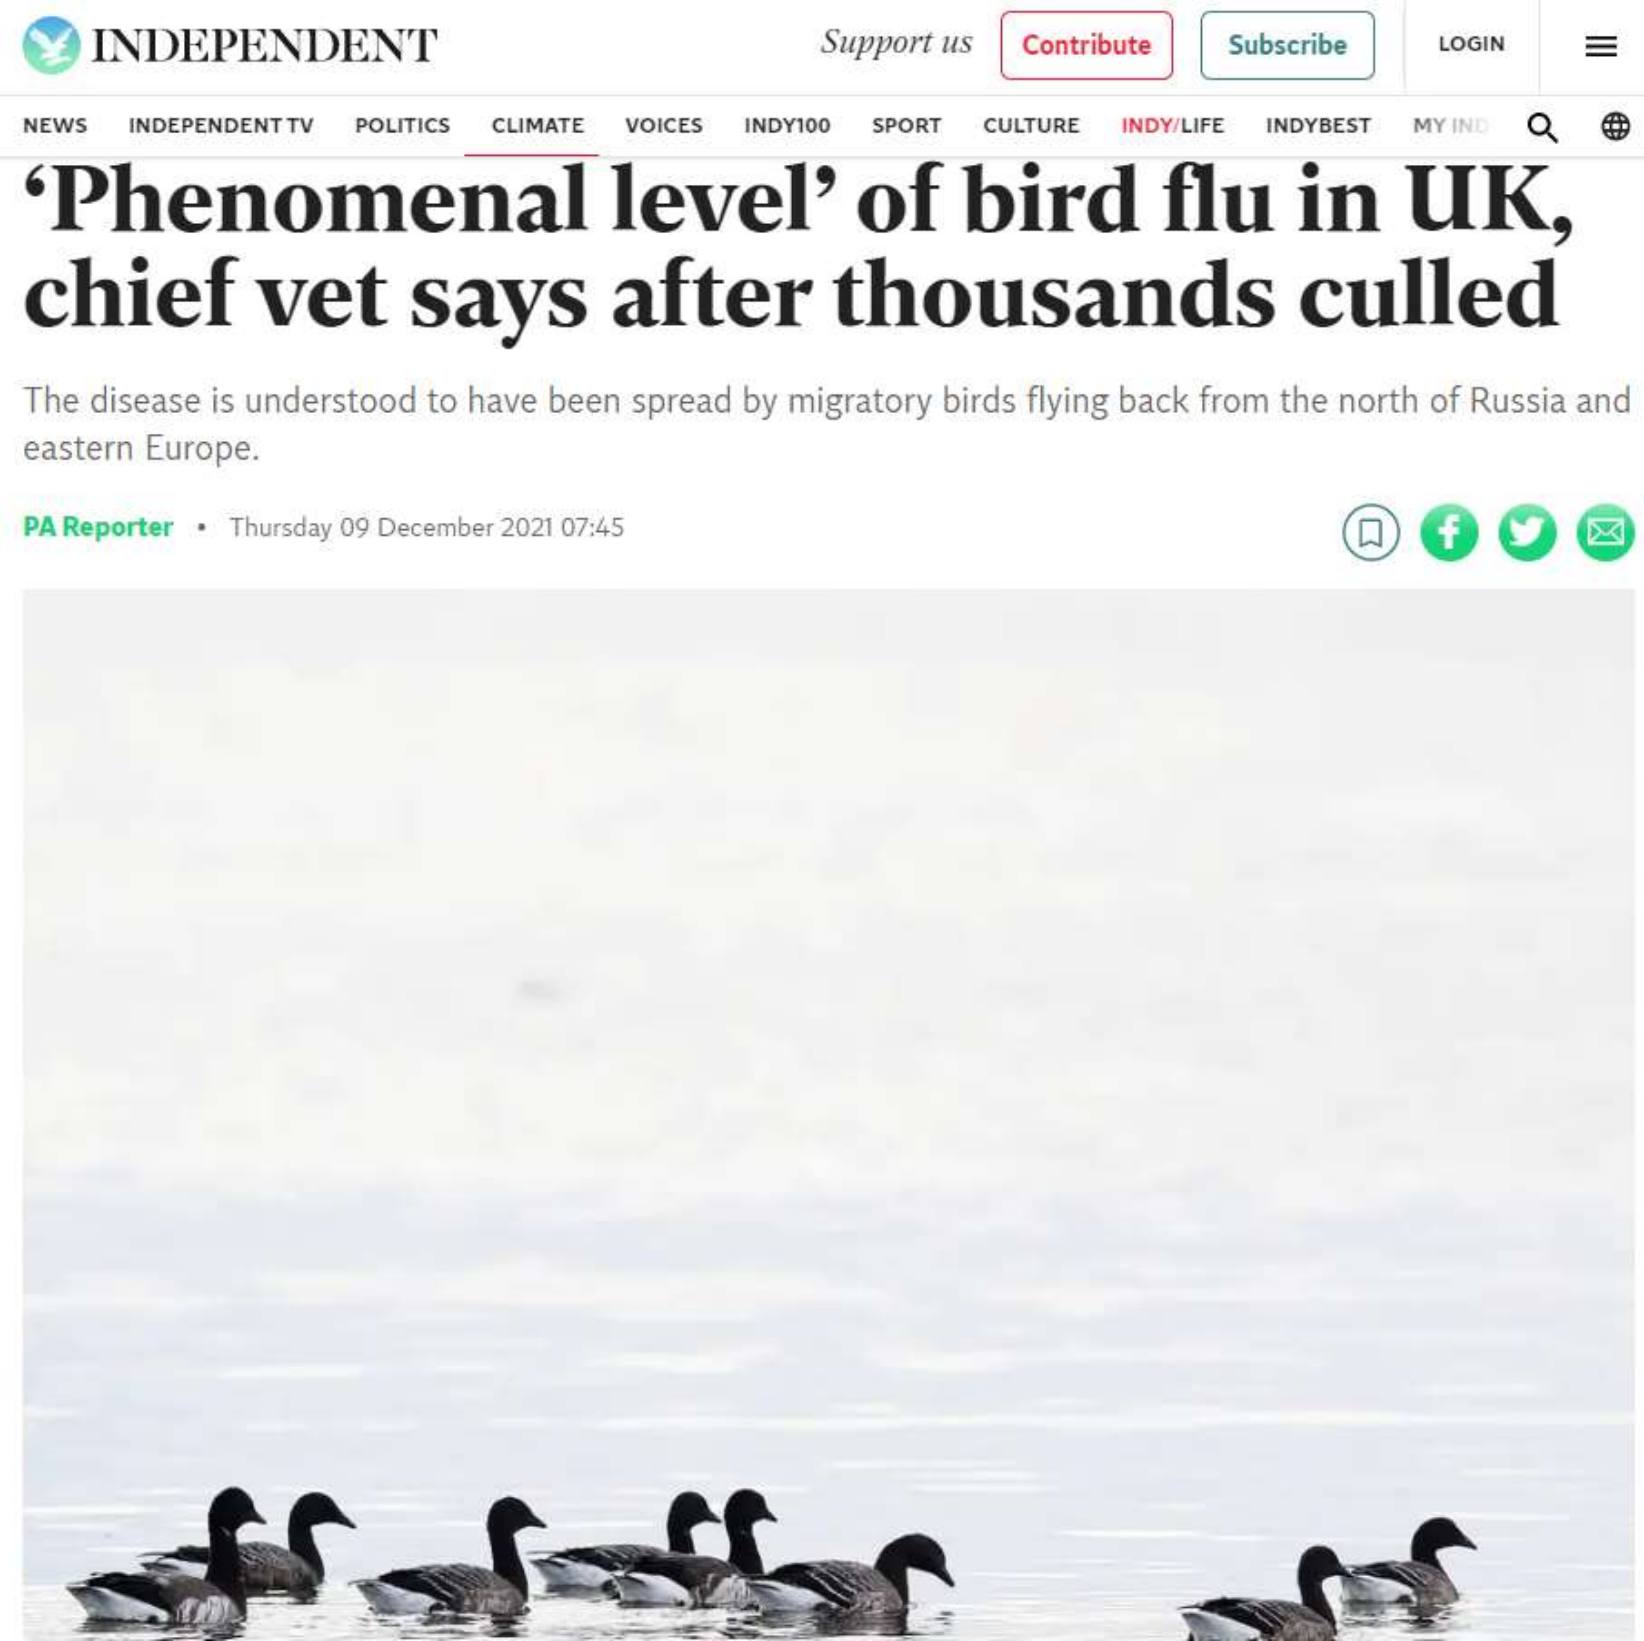 INDEPENDENT
Support us
Contribute
Subscribe
LOGIN
NEWS INDEPENDENT TV POLITICS CLIMATE VOICES INDY100 SPORT CULTURE INDY/LIFE INDYBEST MY IND
‘Phenomenal level’ of bird flu in UK,
chief vet says after thousands culled
The disease is understood to have been spread by migratory birds flying back from the north of Russia and
eastern Europe.
PA Reporter • Thursday 09 December 2021 07:45